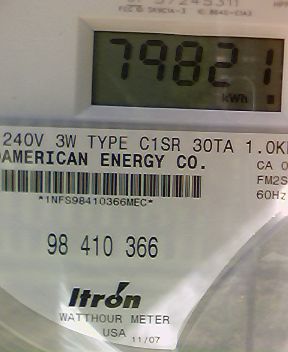 79821
kWh
240V 3W TYPE C1SR 30TA 1.0K
AMERICAN ENERGY CO.
CA 0
FM2S
60Hz
*1NFS98410366MEC*
98 410 366
Itron
WATTHOUR METER
USA 11/07